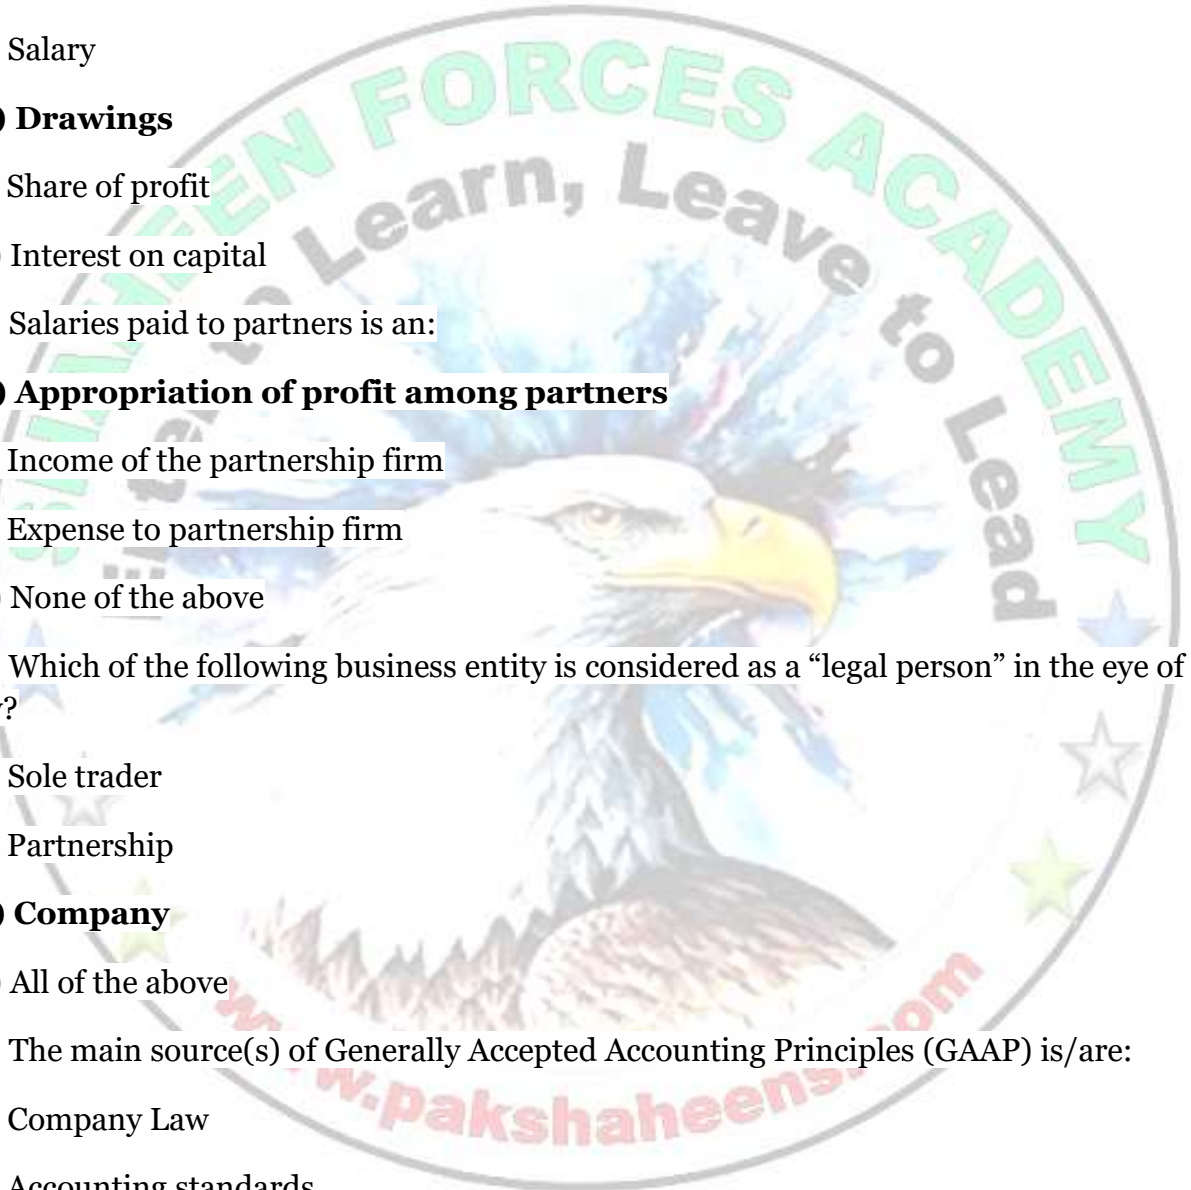 Salary
) Drawings
Share of profit
) Interest on capital
Salaries paid to partners is an:
) Appropriation of profit among partners
Income of the partnership firm
Expense to partnership firm
) None of the above
Which of the following business entity is considered as a “legal person” in the eye of
?
Sole trader
Partnership
) Company
) All of the above
The main source(s) of Generally Accepted Accounting Principles (GAAP) is/are:
Company Law
Accounting standards
SHAHEEN FORCES ACADEMY
Enter to Learn, Leave to Lead
www.pakshaheens.com